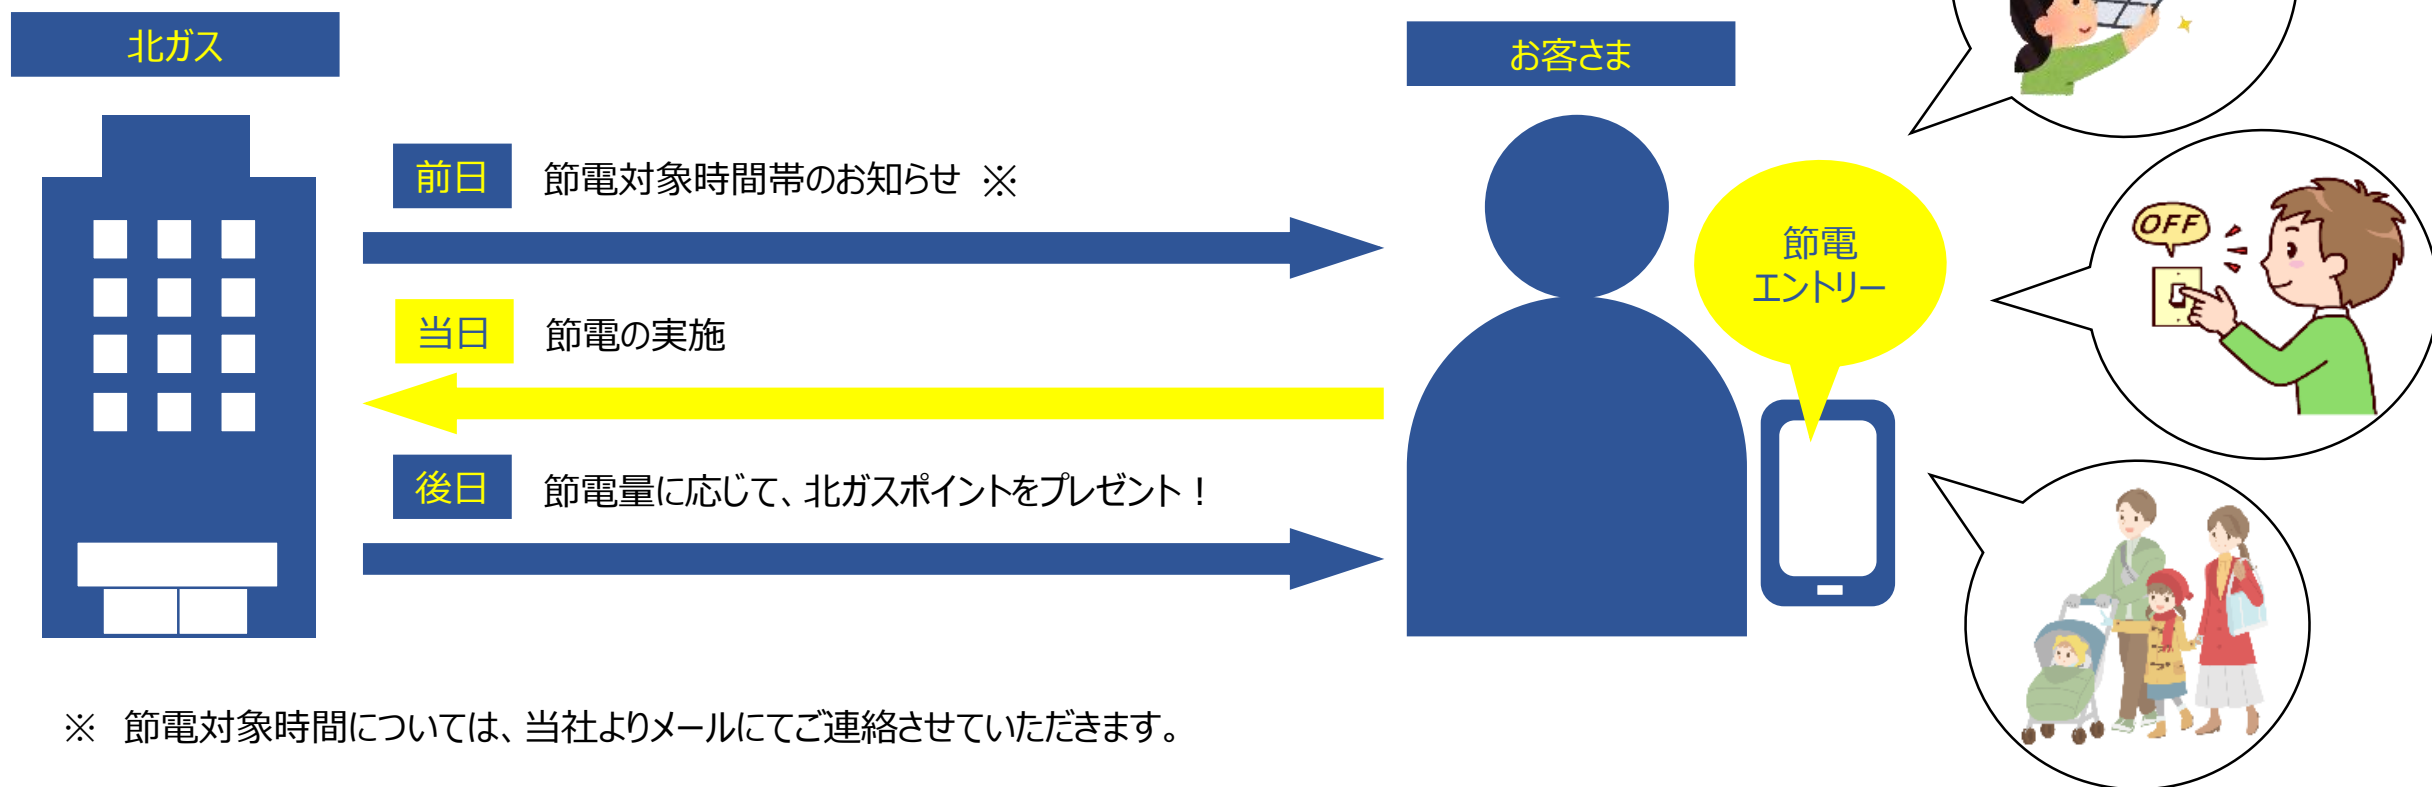 北ガス
お客さま
前日 節電対象時間帯のお知らせ ※
節電
エントリー
OFF
当日 節電の実施
後日 節電量に応じて、北ガスポイントをプレゼント！
※ 節電対象時間については、当社よりメールにてご連絡させていただきます。